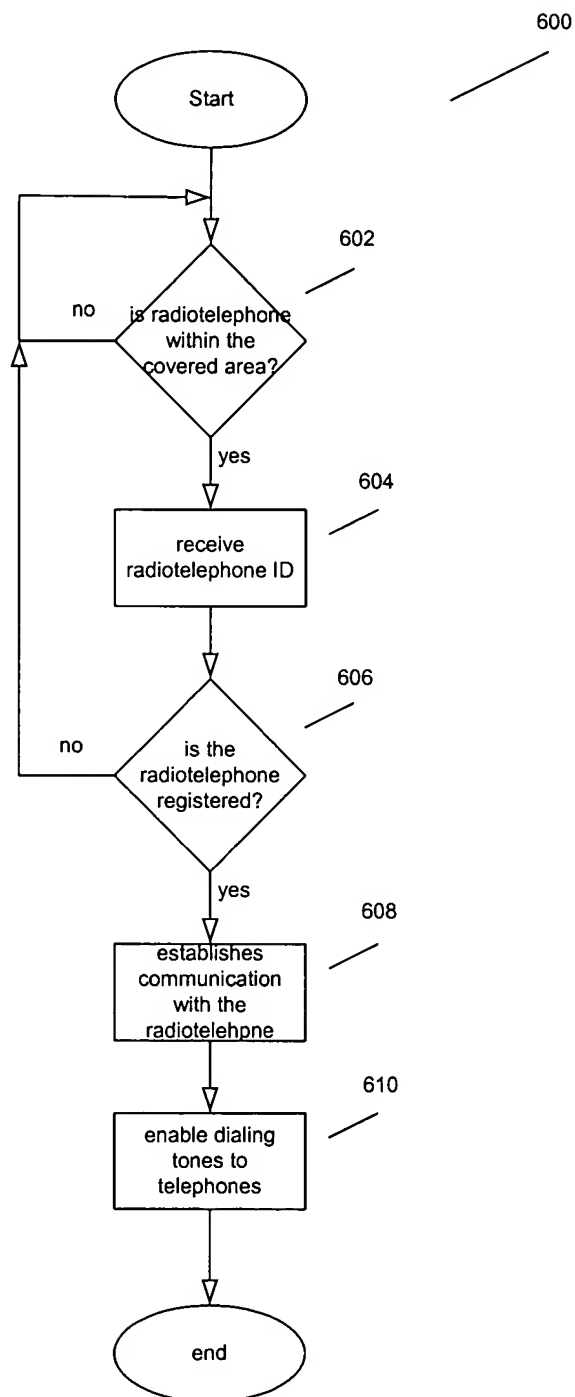 600
Start
602
no
is radiotelephone
within the
covered area?
yes
604
receive
radiotelephone ID
606
no
is the
radiotelephone
registered?
yes
608
establishes
communication
with the
radiotelehpne
610
enable dialing
tones to
telephones
end